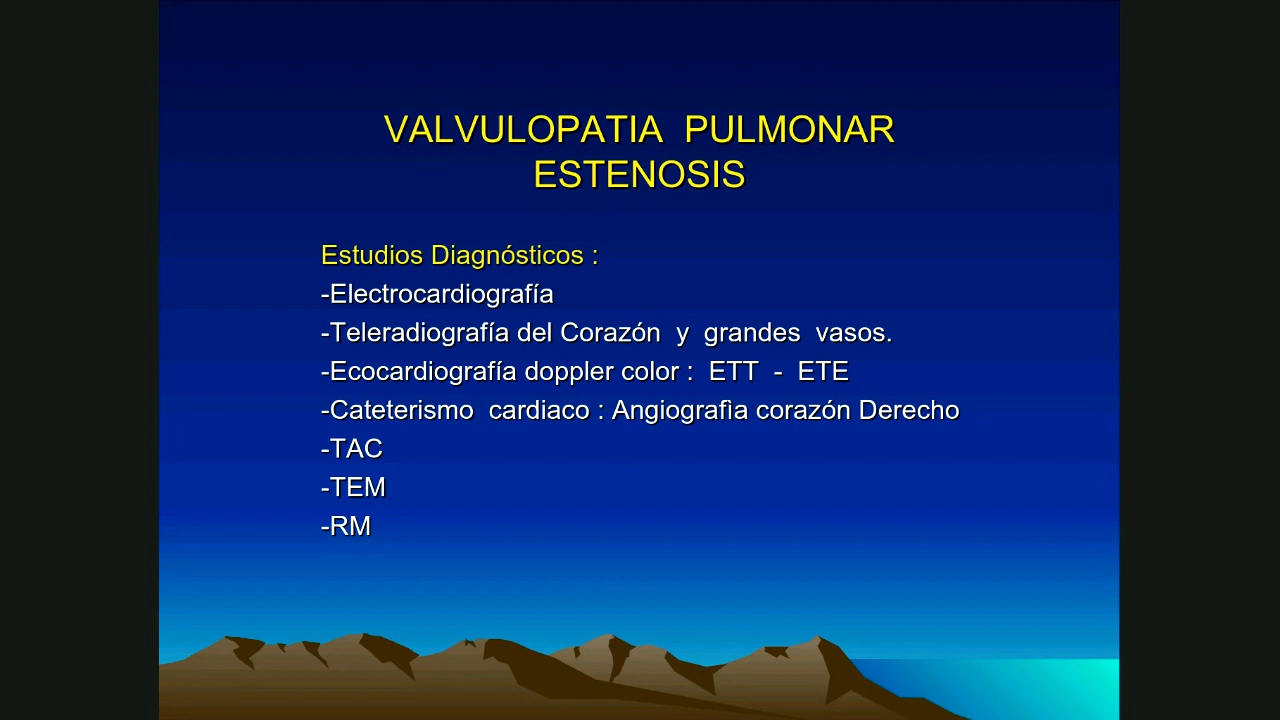 VALVULOPATIA PULMONAR
ESTENOSIS
Estudios Diagnósticos :
-Electrocardiografía
-Teleradiografía del Corazón y grandes vasos.
-Ecocardiografía doppler color : ETT - ETE
-Cateterismo cardiaco : Angiografìa corazón Derecho
-TAC
-TEM
-RM